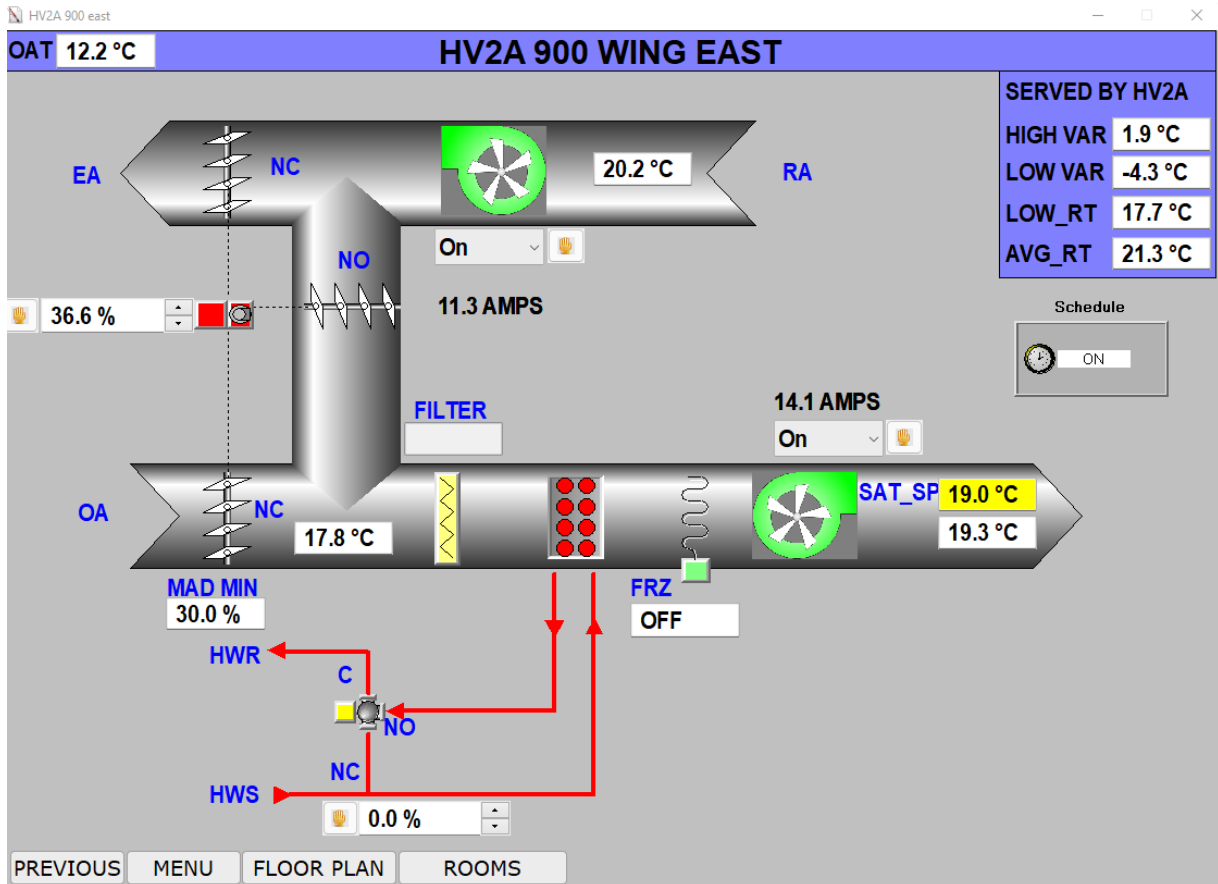 HV2A 900 east
OAT 12.2 °C
HV2A 900 WING EAST
SERVED BY HV2A
HIGH VAR 1.9 °C
LOW VAR -4.3 °C
LOW_RT 17.7 °C
AVG_RT 21.3 °C
EA
NC
20.2 °C
RA
On
NO
36.6 %
11.3 AMPS
Schedule
ON
14.1 AMPS
On
FILTER
OA
NC
17.8 °C
SAT_SP 19.0 °C
19.3 °C
MAD MIN
30.0 %
FRZ
OFF
HWR
C
NO
NC
HWS
0.0 %
PREVIOUS MENU FLOOR PLAN ROOMS